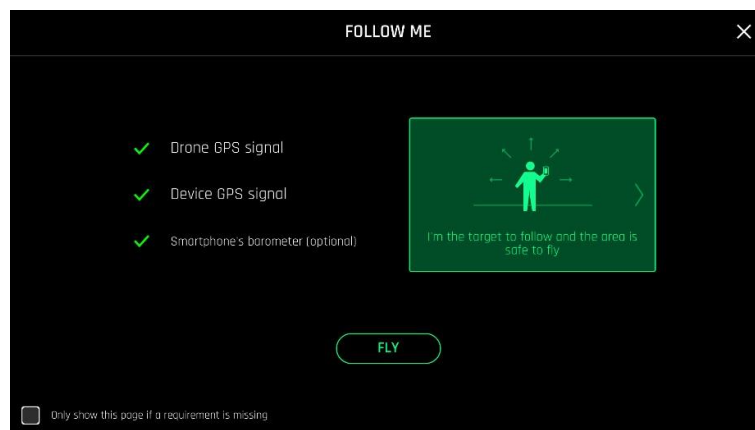 FOLLOW ME
Drone GPS signal
Device GPS signal
Smartphone's barometer (optional)
I'm the target to follow and the area is
safe to fly
FLY
Only show this page if a requirement is missing